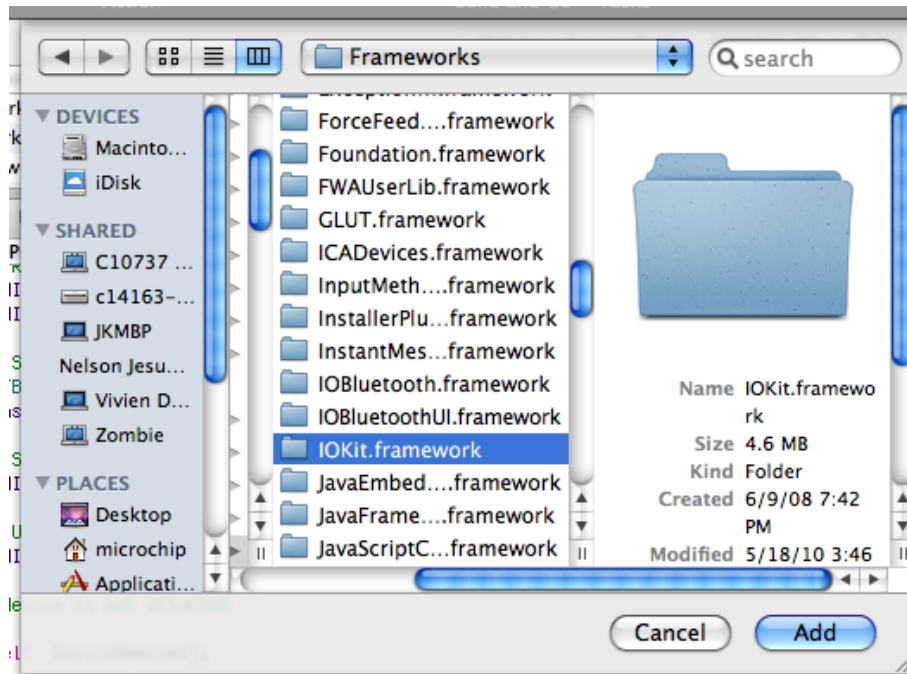 Frameworks
search
DEVICES
Macinto...
iDisk
SHARED
C10737 ...
c14163-...
JKMBP
Nelson Jesu...
Vivien D...
Zombie
PLACES
Desktop
microchip
Applicati...
ForceFeed....framework
Foundation.framework
FWAUserLib.framework
GLUT.framework
ICADevices.framework
InputMeth....framework
InstallerPlu...framework
InstantMes...framework
IOBluetooth.framework
IOBluetoothUI.framework
IOKit.framework
JavaEmbed....framework
JavaFrame....framework
JavaScriptC...framework
Name IOKit.framewo
rk
Size 4.6 MB
Kind Folder
Created 6/9/08 7:42
PM
Modified 5/18/10 3:46
Cancel
Add